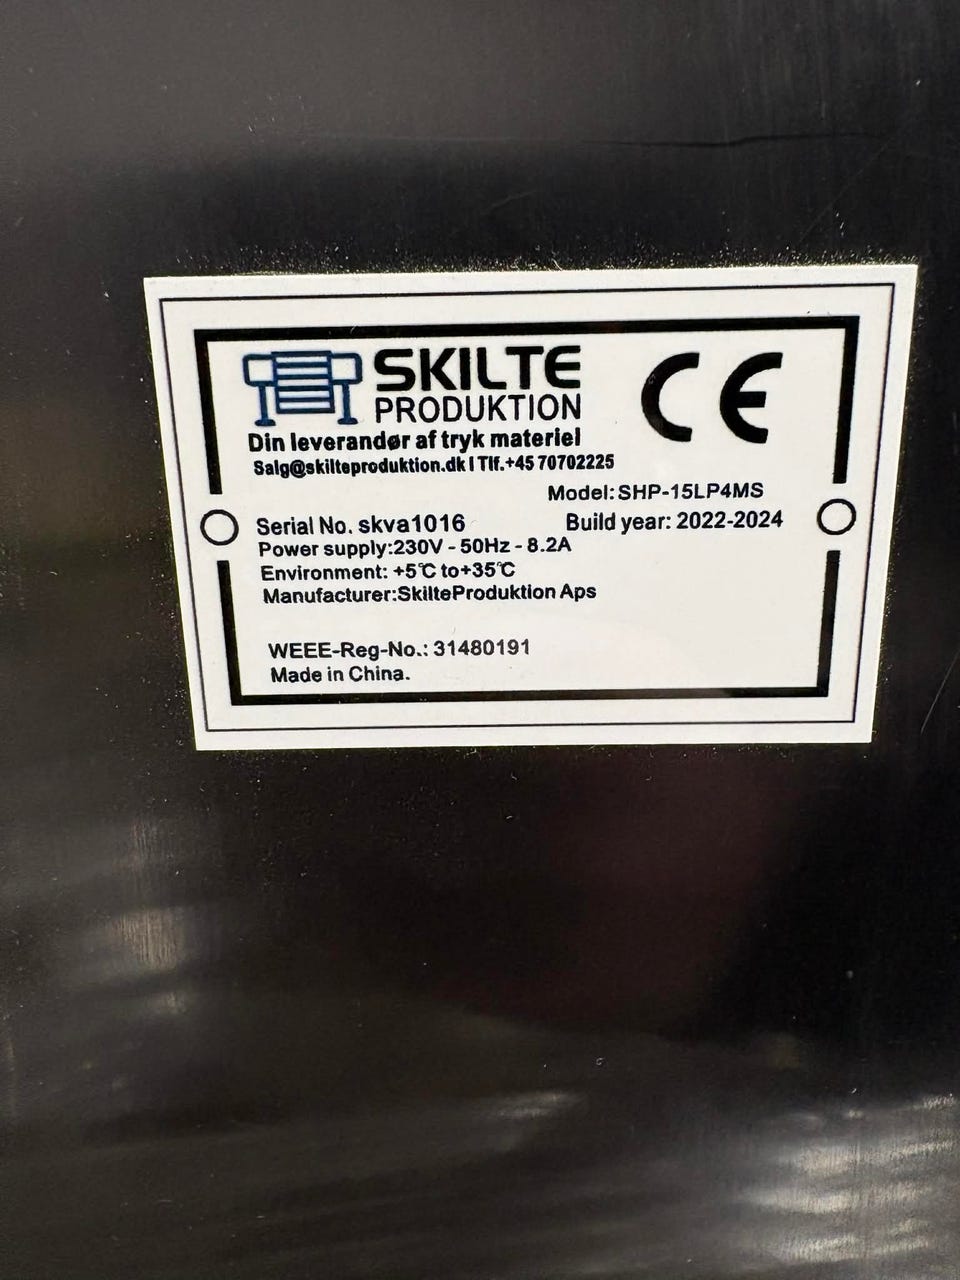 SKILTE
PRODUKTION
CE
Din leverandør af tryk materiel
Salg@skilteproduktion.dk I Tlf.+45 70702225
Model: SHP-15LP4MS
Serial No. skva1016
Build year: 2022-2024
Power supply:230V - 50Hz - 8.2A
Environment: +5℃ to+35℃
Manufacturer:SkilteProduktion Aps
WEEE-Reg-No.: 31480191
Made in China.